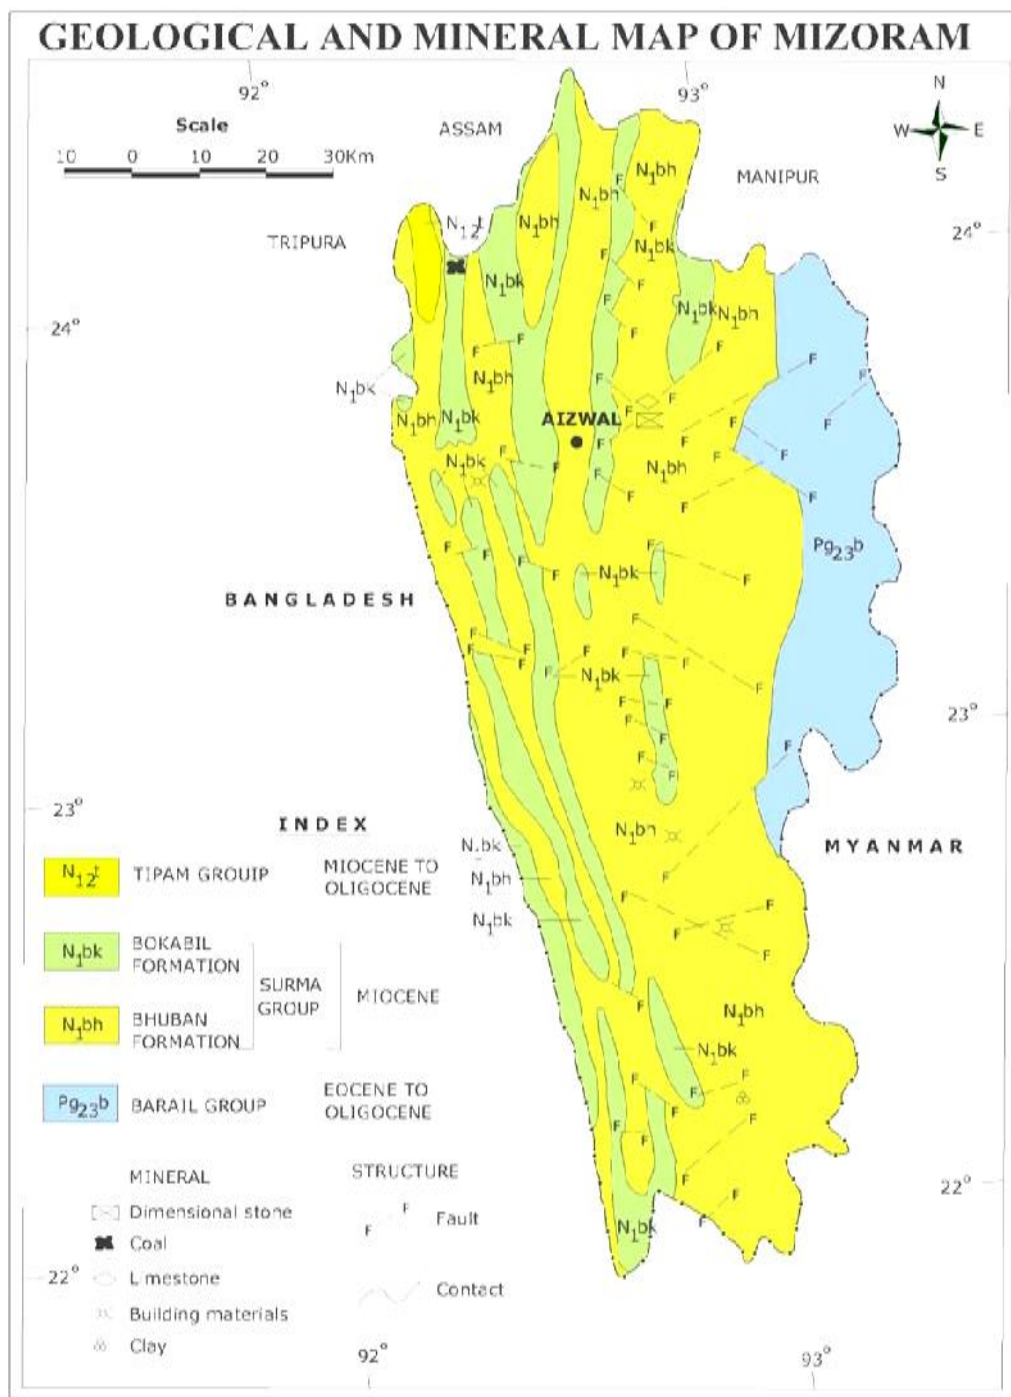 GEOLOGICAL AND MINERAL MAP OF MIZORAM
92°
93°
N
W E
S
Scale
10 0 10 20 30Km
ASSAM
MANIPUR
TRIPURA
24°
24°
N12t
N1bh
N1bh
N1bh
N1bk
N1bk
N1bk
N1bh
N1bk
N1bh
N1bh
N1bk
AIZWAL
N1bk
N1bh
Pg23b
N1bk
BANGLADESH
N1bk
23°
23°
N1bh
MYANMAR
N.bk
N1bh
N1bk
N1bh
N1bk
N1bk
22°
22°
92°
93°
INDEX
N12t TIPAM GROUIP MIOCENE TO OLIGOCENE
N1bk BOKABIL FORMATION
SURMA GROUP MIOCENE
N1bh BHUBAN FORMATION
Pg23b BARAIL GROUP EOCENE TO OLIGOCENE
MINERAL
Dimensional stone
Coal
Limestone
Building materials
Clay
STRUCTURE
F F Fault
Contact